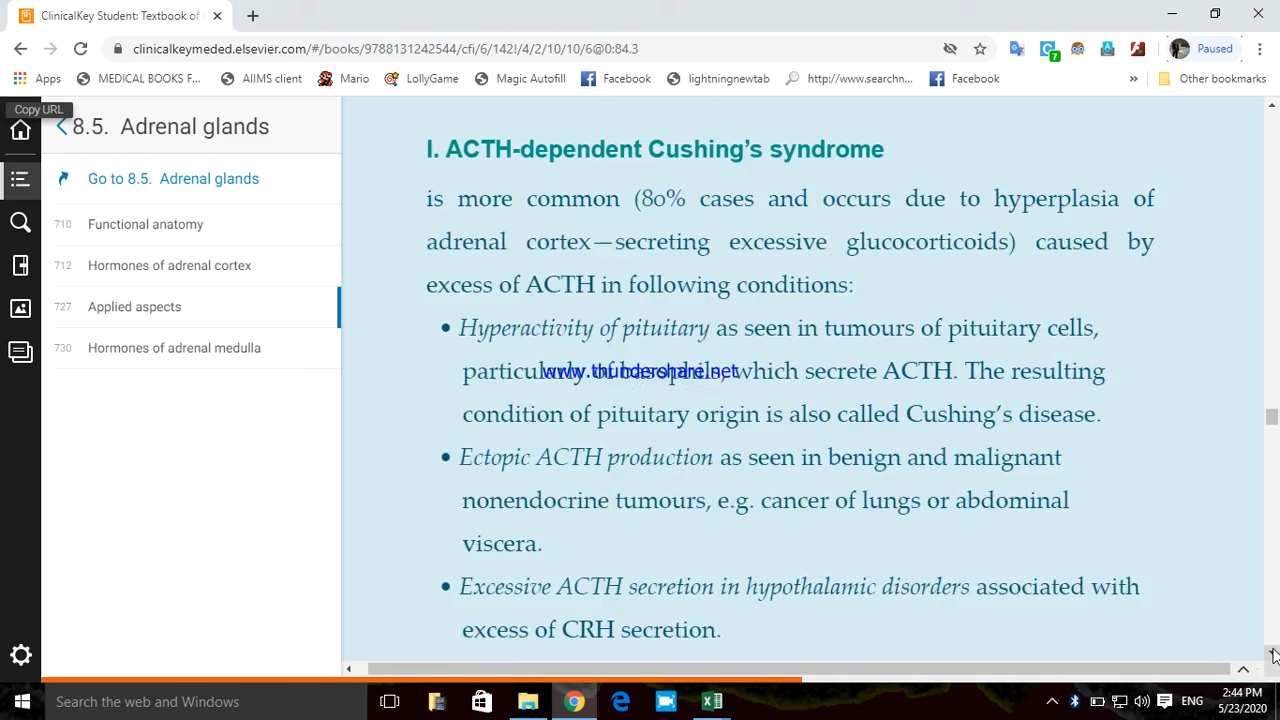 ClinicalKey Student: Textbook of
clinicalkeymeded.elsevier.com/#/books/9788131242544/cfi/6/142!/4/2/10/10/6@0:84.3
7
Paused
Apps
MEDICAL BOOKS F...
AIIMS client
Mario
LollyGame
Magic Autofill
Facebook
lightningnewtab
http://www.searchn...
Facebook
»
Other bookmarks
Copy URL
8.5. Adrenal glands
Go to 8.5. Adrenal glands
710 Functional anatomy
712 Hormones of adrenal cortex
727 Applied aspects
730 Hormones of adrenal medulla
I. ACTH-dependent Cushing's syndrome
is more common (80% cases and occurs due to hyperplasia of
adrenal cortex—secreting excessive glucocorticoids) caused by
excess of ACTH in following conditions:
• Hyperactivity of pituitary as seen in tumours of pituitary cells,
particularly of basophils, which secrete ACTH. The resulting
www.thundershare.net
condition of pituitary origin is also called Cushing's disease.
• Ectopic ACTH production as seen in benign and malignant
nonendocrine tumours, e.g. cancer of lungs or abdominal
viscera.
• Excessive ACTH secretion in hypothalamic disorders associated with
excess of CRH secretion.
Search the web and Windows
ENG
2:44 PM
5/23/2020